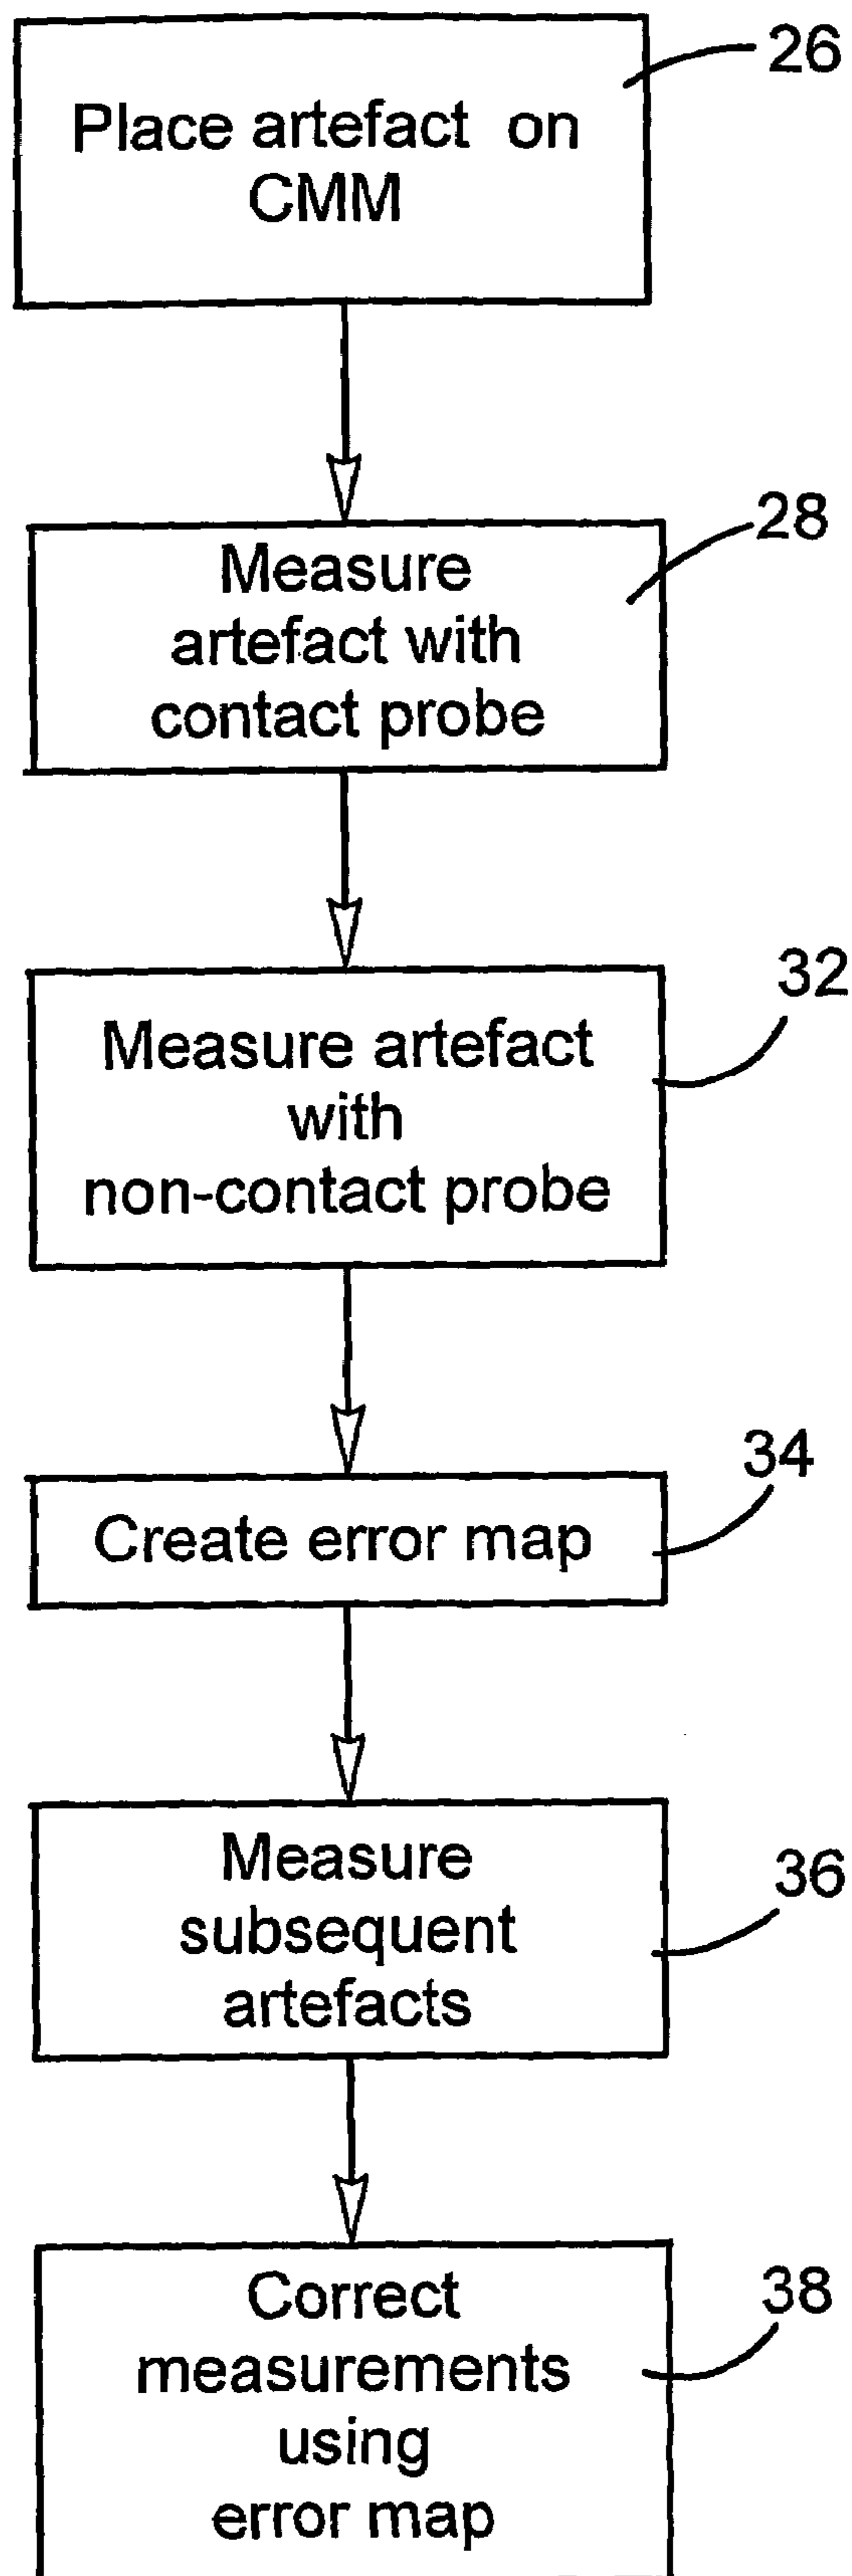 26
Place artefact on
CMM
28
Measure
artefact with
contact probe
32
Measure artefact
with
non-contact probe
34
Create error map
36
Measure
subsequent
artefacts
38
Correct
measurements
using
error map